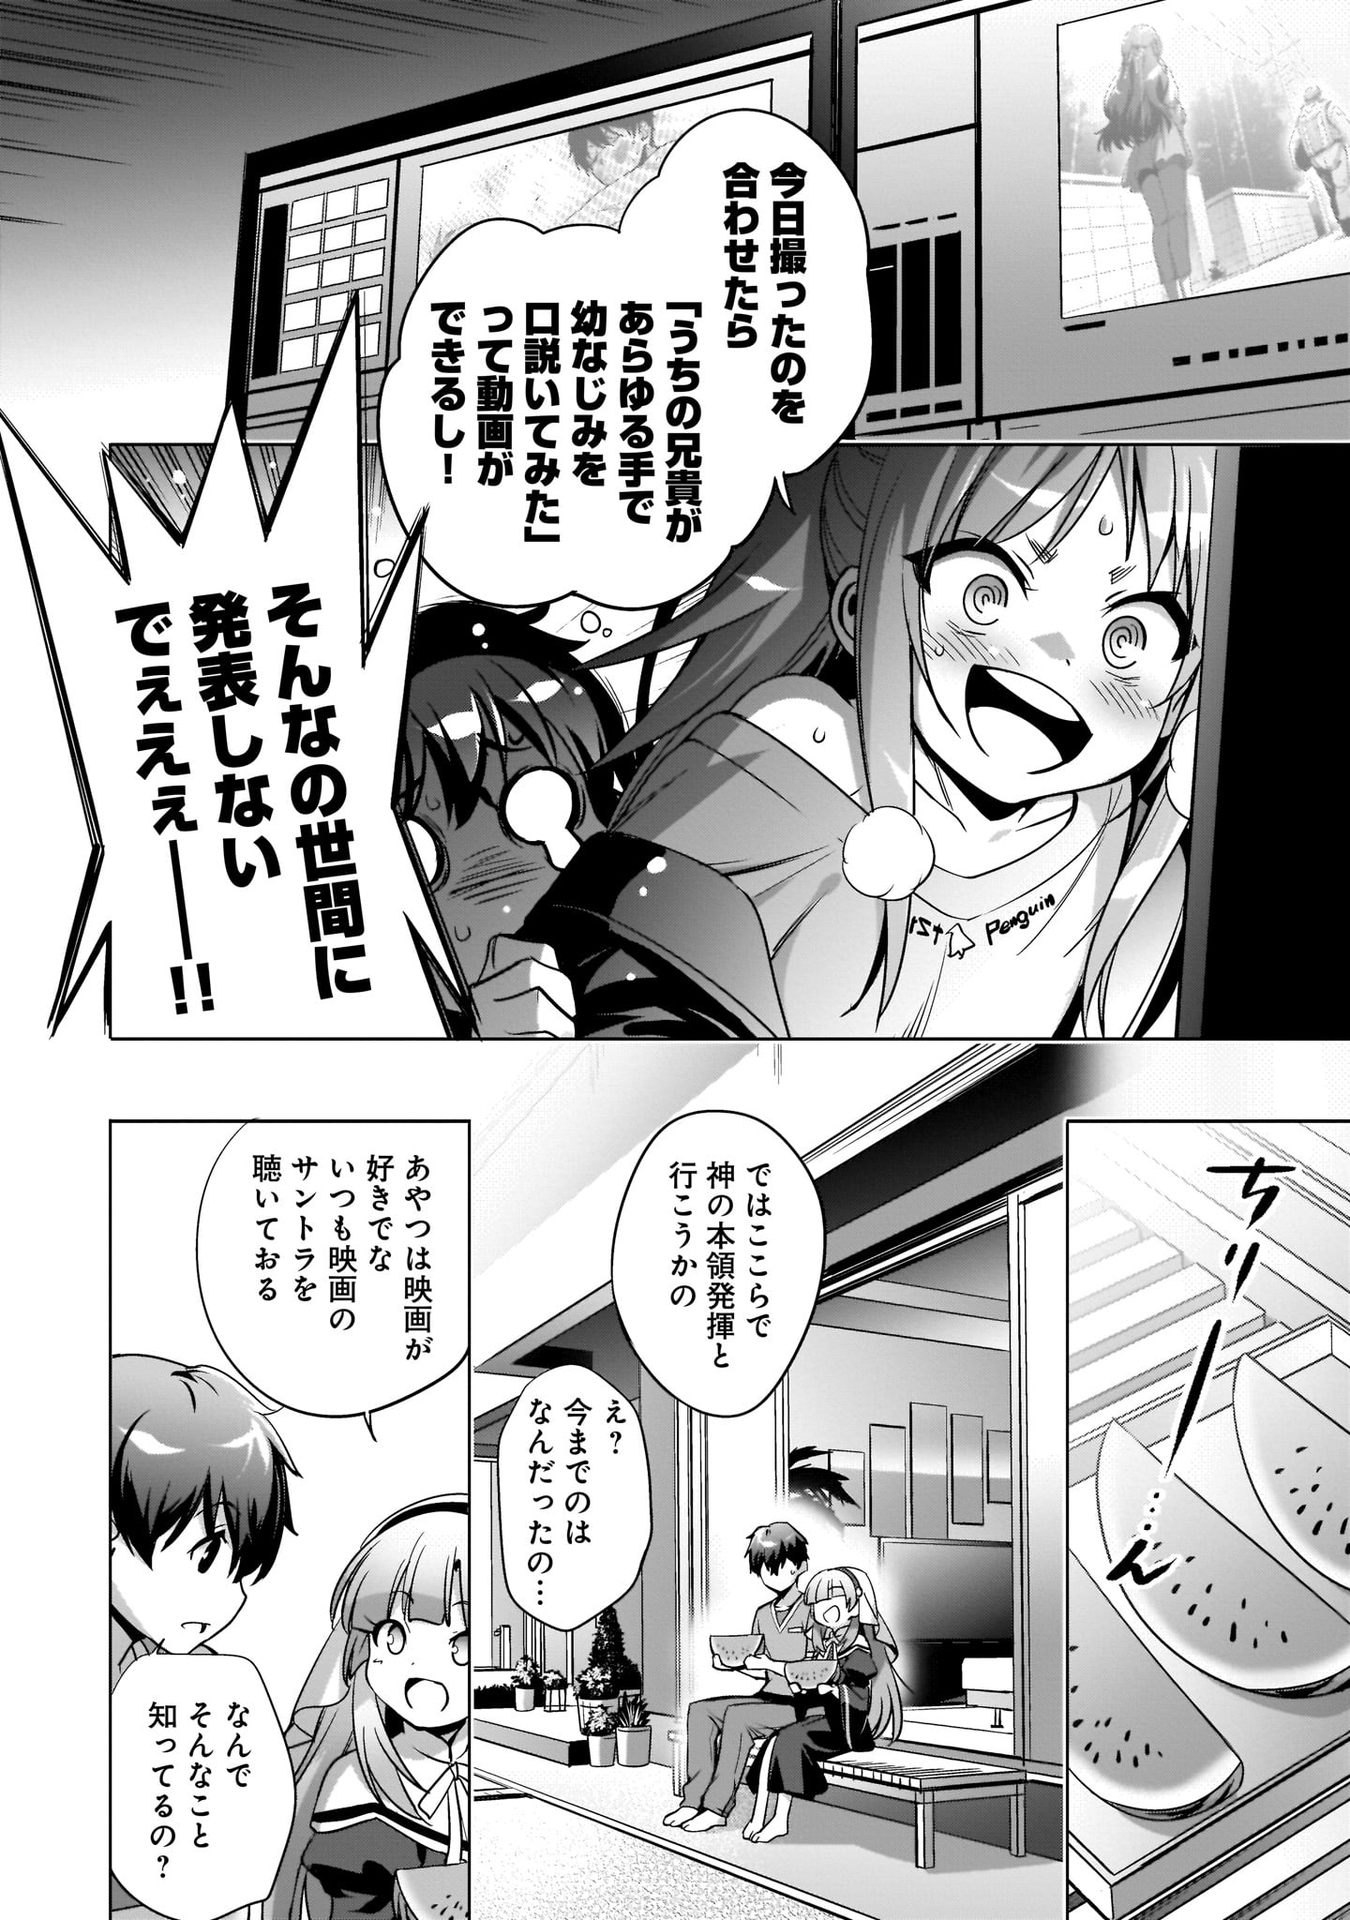 今日撮ったのを
合わせたら
「うちの兄貴が
あらゆる手で
幼なじみを
口説いてみた」
って動画が
できるし！
Penguin
そんなの世間に
発表しない
でぇぇぇぇ――!!
ちりり…ん
ではここらで
神の本領発揮と
行こうかの
え？
今までのは
なんだったの…
あやつは映画が
好きでな
いつも映画の
サントラを
聴いておる
なんで
そんなこと
知ってるの？